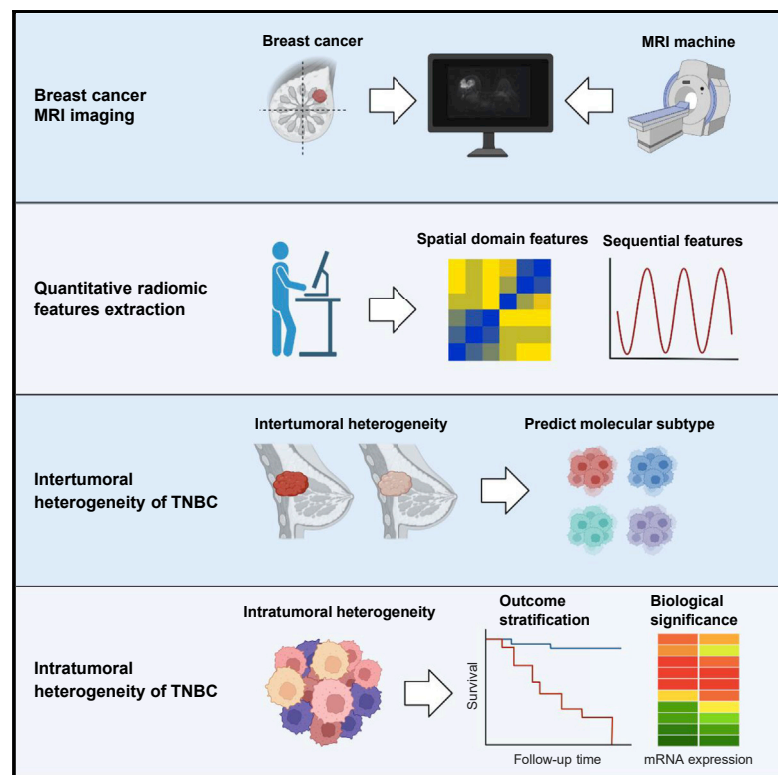 Breast cancer
MRI machine
Breast cancer
MRI imaging
Spatial domain features
Sequential features
Quantitative radiomic
features extraction
Intertumoral heterogeneity
Predict molecular subtype
Intertumoral
heterogeneity of TNBC
Intratumoral heterogeneity
Outcome
stratification
Biological
significance
Intratumoral
heterogeneity of TNBC
Survival
Follow-up time
mRNA expression